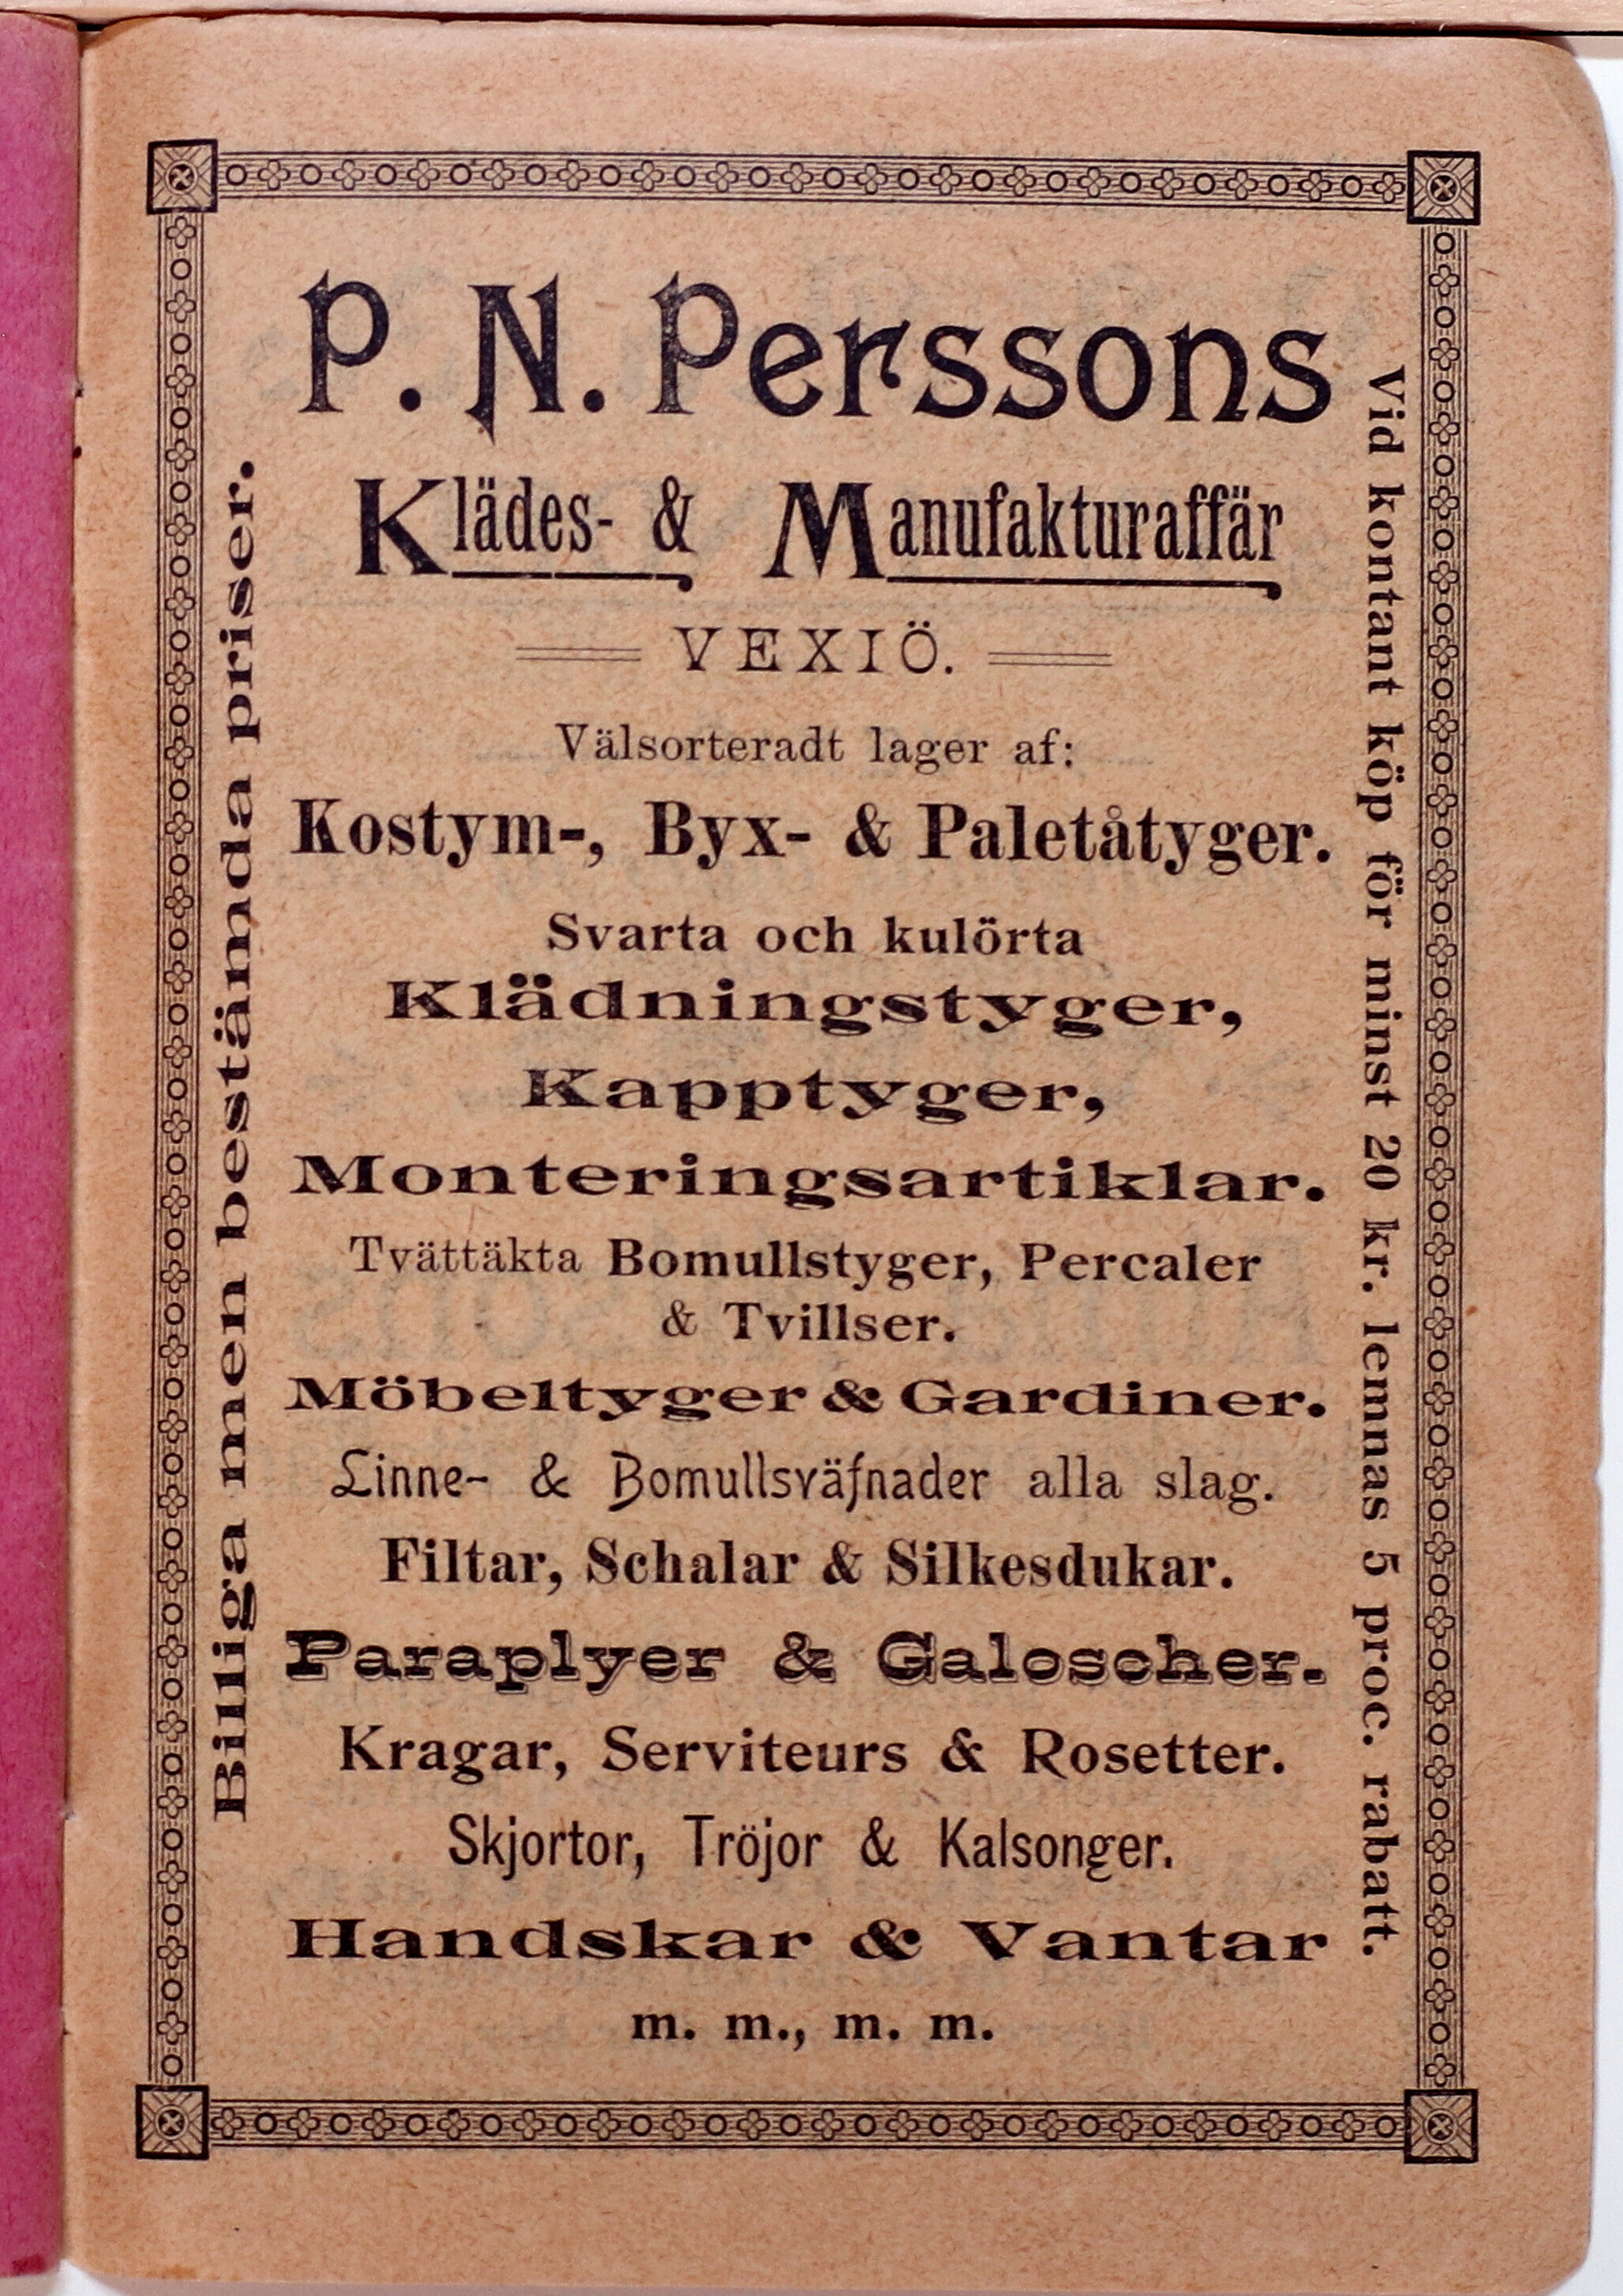 P. N. Perssons
Klädes- & Manufakturaffär
VEXIÖ.
Välsorteradt lager af:
Kostym-, Byx- & Paletåtyger.
Svarta och kulörta
Klädningstyger,
Kapptyger,
Monteringsartiklar.
Tvättäkta Bomullstyger, Percaler
& Tvillser.
Möbeltyger & Gardiner.
Linne- & Bomullsväfnader alla slag.
Filtar, Schalar & Silkesdukar.
Paraplyer & Galoscher.
Kragar, Serviteurs & Rosetter.
Skjortor, Tröjor & Kalsonger.
Handskar & Vantar
m. m., m. m.
Billiga men bestämda priser.
Vid kontant köp för minst 20 kr. lemnas 5 proc. rabatt.